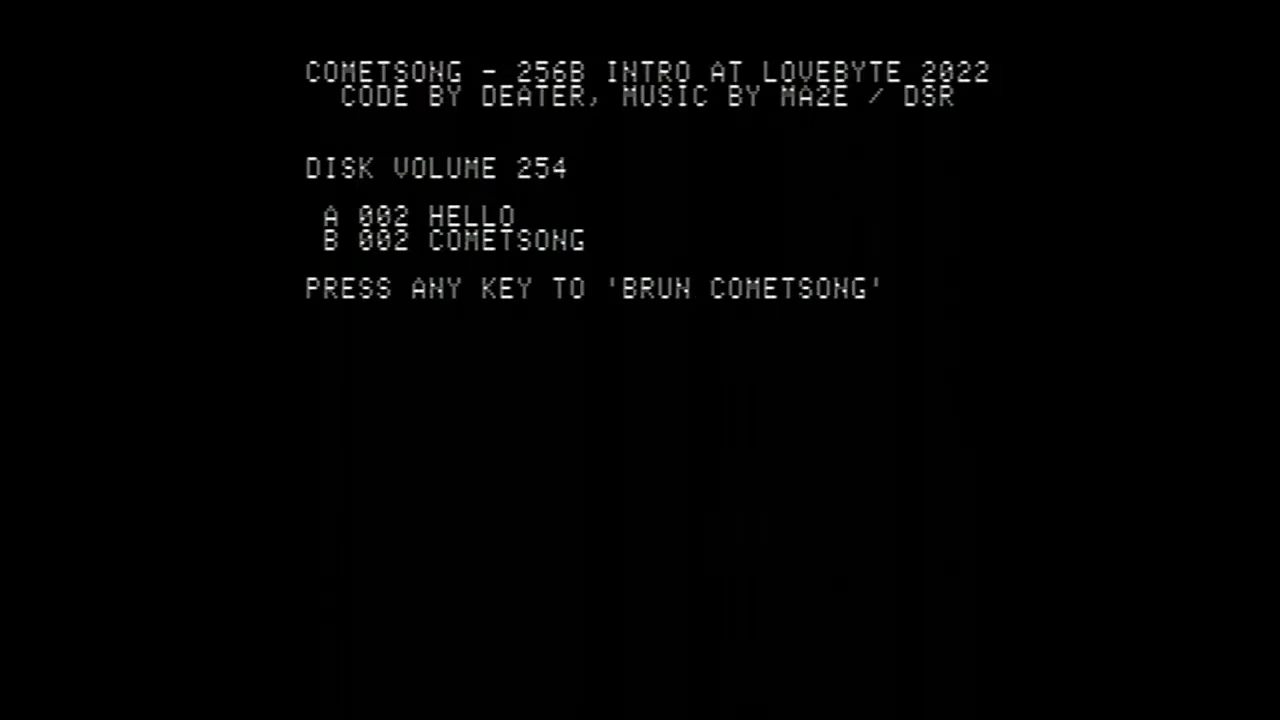 COMETSONG - 256B INTRO AT LOVEBYTE 2022
CODE BY DEATER, MUSIC BY MA2E / DSR
DISK VOLUME 254
A 002 HELLO
B 002 COMETSONG
PRESS ANY KEY TO 'BRUN COMETSONG'